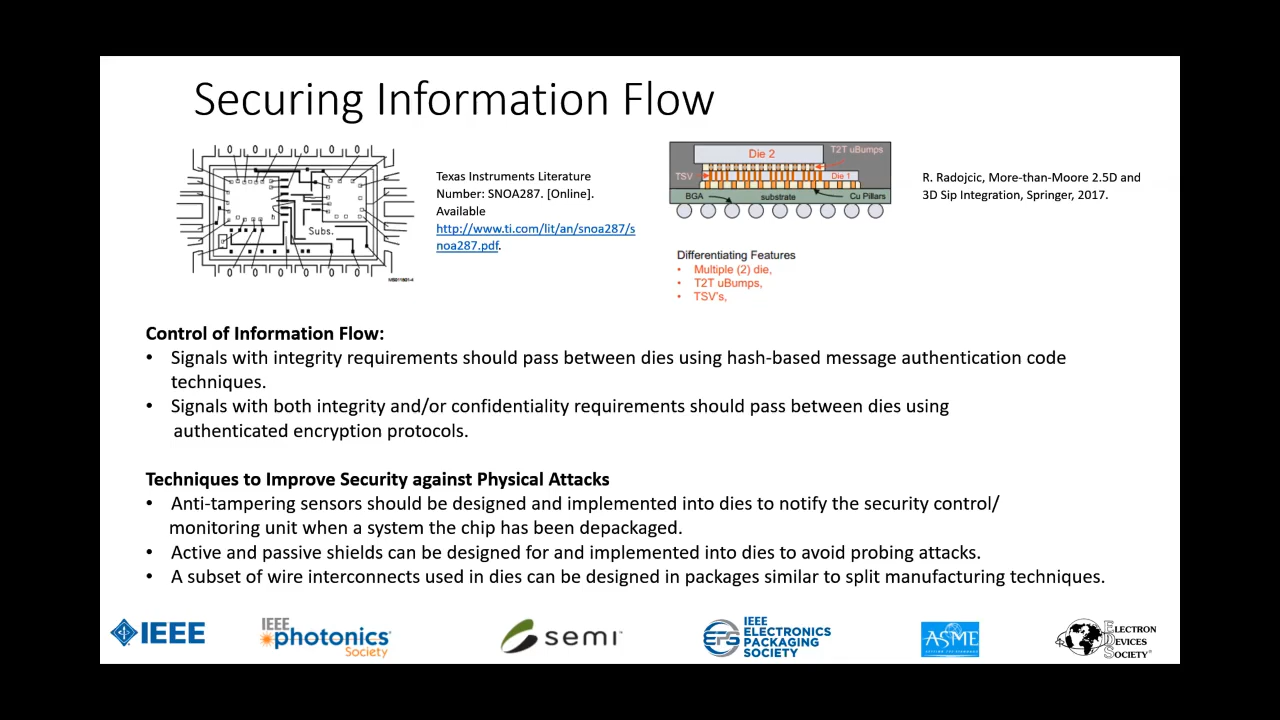 Securing Information Flow
Subs.
Texas Instruments Literature
Number: SNOA287. [Online].
Available
http://www.ti.com/lit/an/snoa287/s
noa287.pdf.
Die 2
T2T uBumps
TSV
Die 1
BGA
substrate
Cu Pillars
R. Radojcic, More-than-Moore 2.5D and
3D Sip Integration, Springer, 2017.
Differentiating Features
• Multiple (2) die,
• T2T uBumps,
• TSV's,
Control of Information Flow:
• Signals with integrity requirements should pass between dies using hash-based message authentication code
techniques.
• Signals with both integrity and/or confidentiality requirements should pass between dies using
authenticated encryption protocols.
Techniques to Improve Security against Physical Attacks
• Anti-tampering sensors should be designed and implemented into dies to notify the security control/
monitoring unit when a system the chip has been depackaged.
• Active and passive shields can be designed for and implemented into dies to avoid probing attacks.
• A subset of wire interconnects used in dies can be designed in packages similar to split manufacturing techniques.
IEEE
IEEE
photonics
Society
semi
EPS
IEEE
ELECTRONICS
PACKAGING
SOCIETY
ASME
ELECTRON
DEVICES
SOCIETY